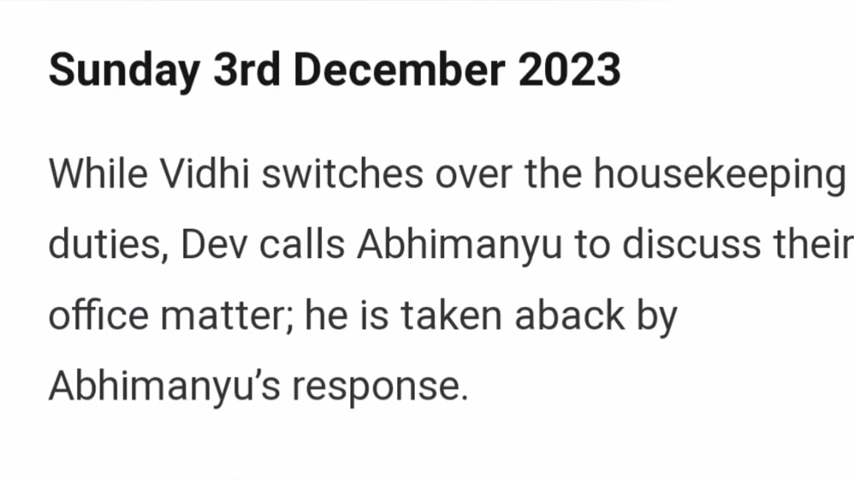 Sunday 3rd December 2023
While Vidhi switches over the housekeeping
duties, Dev calls Abhimanyu to discuss their
office matter; he is taken aback by
Abhimanyu’s response.